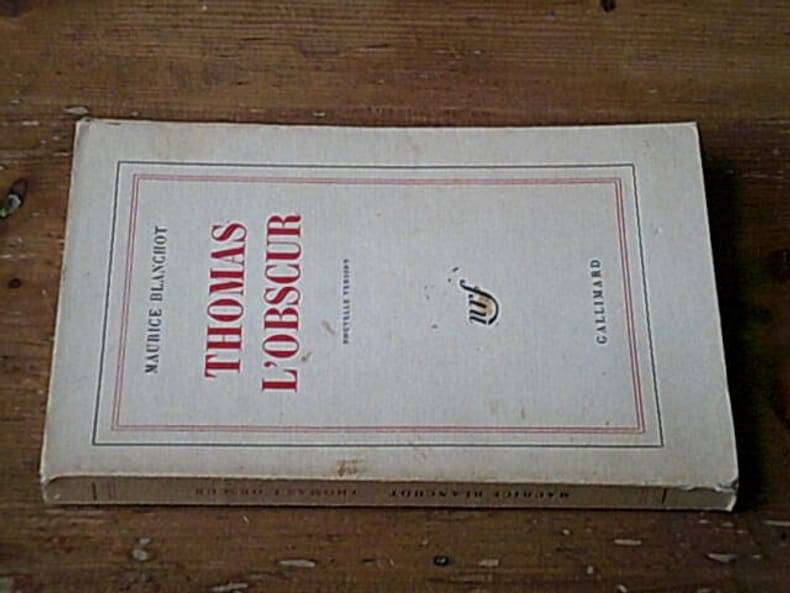 MAURICE BLANCHOT
THOMAS
L'OBSCUR
NOUVELLE VERSION
nrf
GALLIMARD
MAURICE BLANCHOT
THOMAS L'OBSCUR